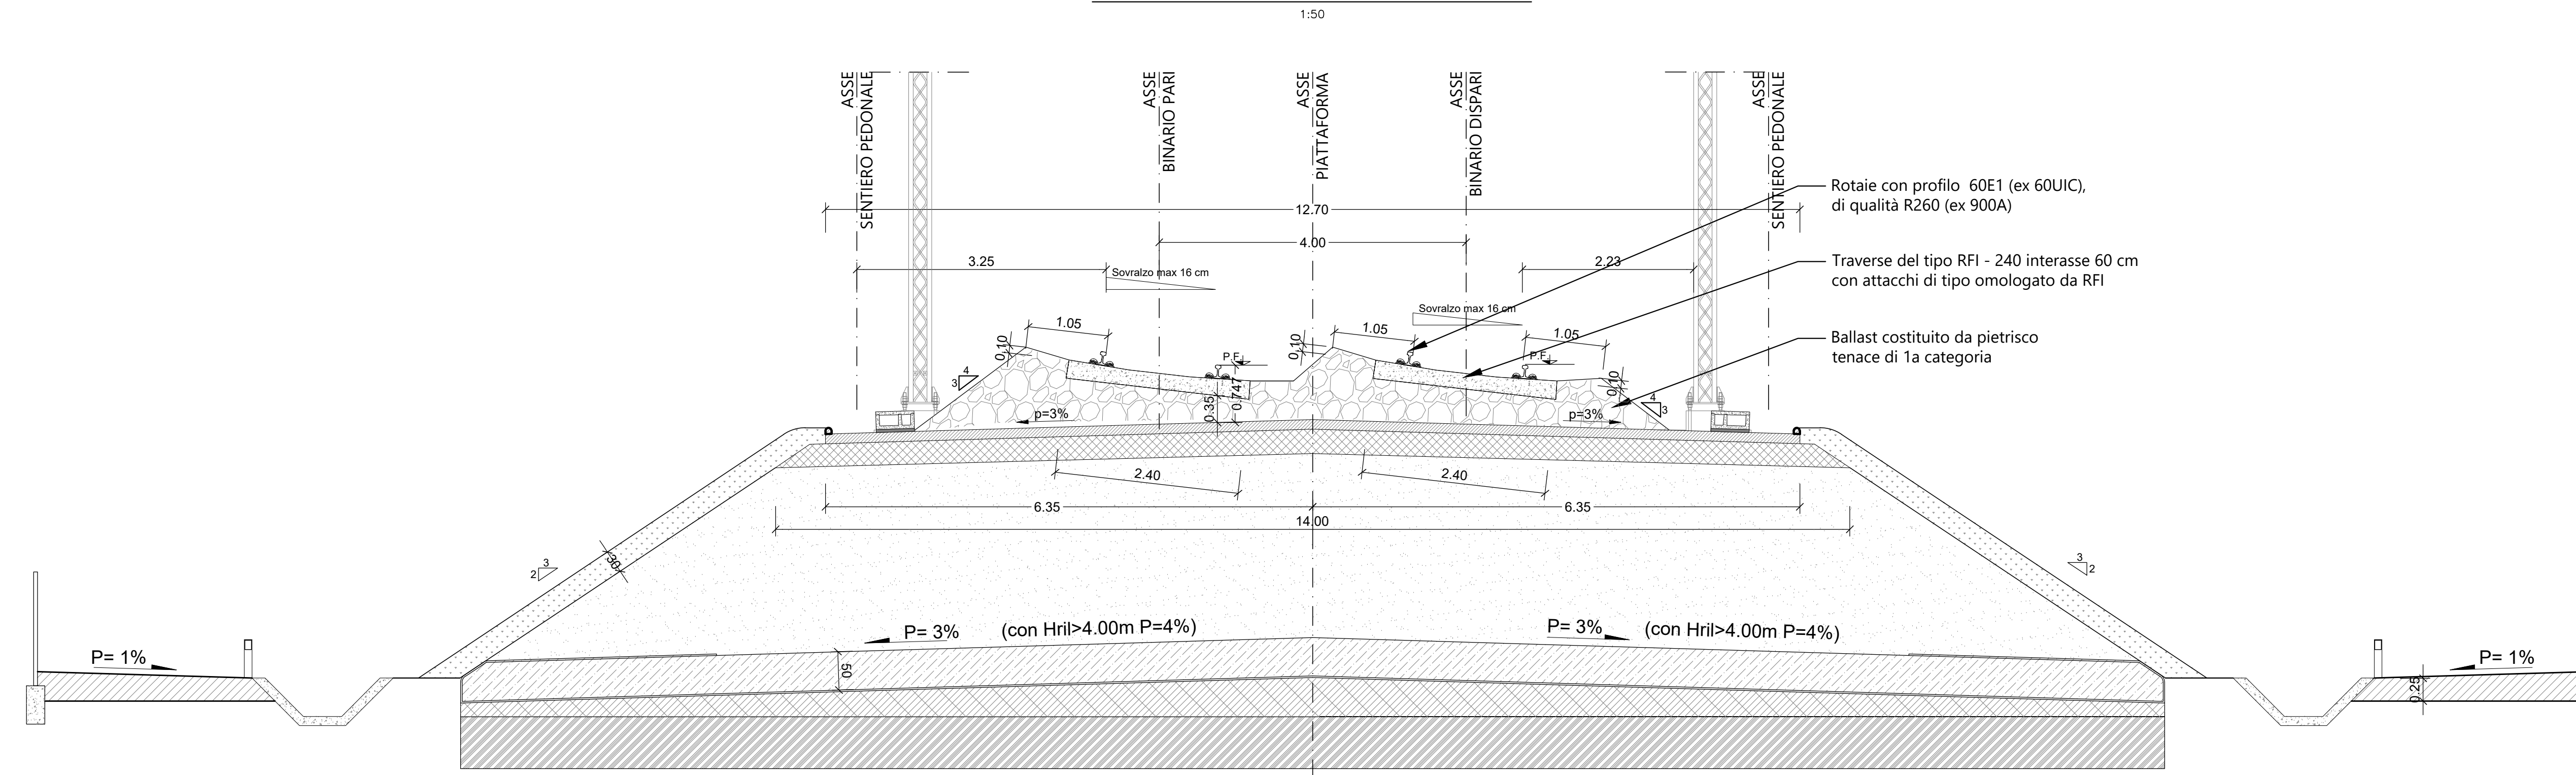 1:50
ASSE
SENTIERO PEDONALE
ASSE
BINARIO PARI
ASSE
PIATTAFORMA
ASSE
BINARIO DISPARI
ASSE
SENTIERO PEDONALE
Rotaie con profilo 60E1 (ex 60UIC),
di qualità R260 (ex 900A)
12.70
4.00
3.25
2.23
Sovralzo max 16 cm
Traverse del tipo RFI - 240 interasse 60 cm
con attacchi di tipo omologato da RFI
Sovralzo max 16 cm
1.05
1.05
1.05
0.10
0.10
P.F.
P.F.
Ballast costituito da pietrisco
tenace di 1a categoria
4
3
0.10
0.35
0.747
4
3
p=3%
p=3%
2.40
2.40
6.35
6.35
14.00
3
2
30
3
2
P= 3%
(con Hril>4.00m P=4%)
P= 3%
(con Hril>4.00m P=4%)
P= 1%
50
P= 1%
0.25